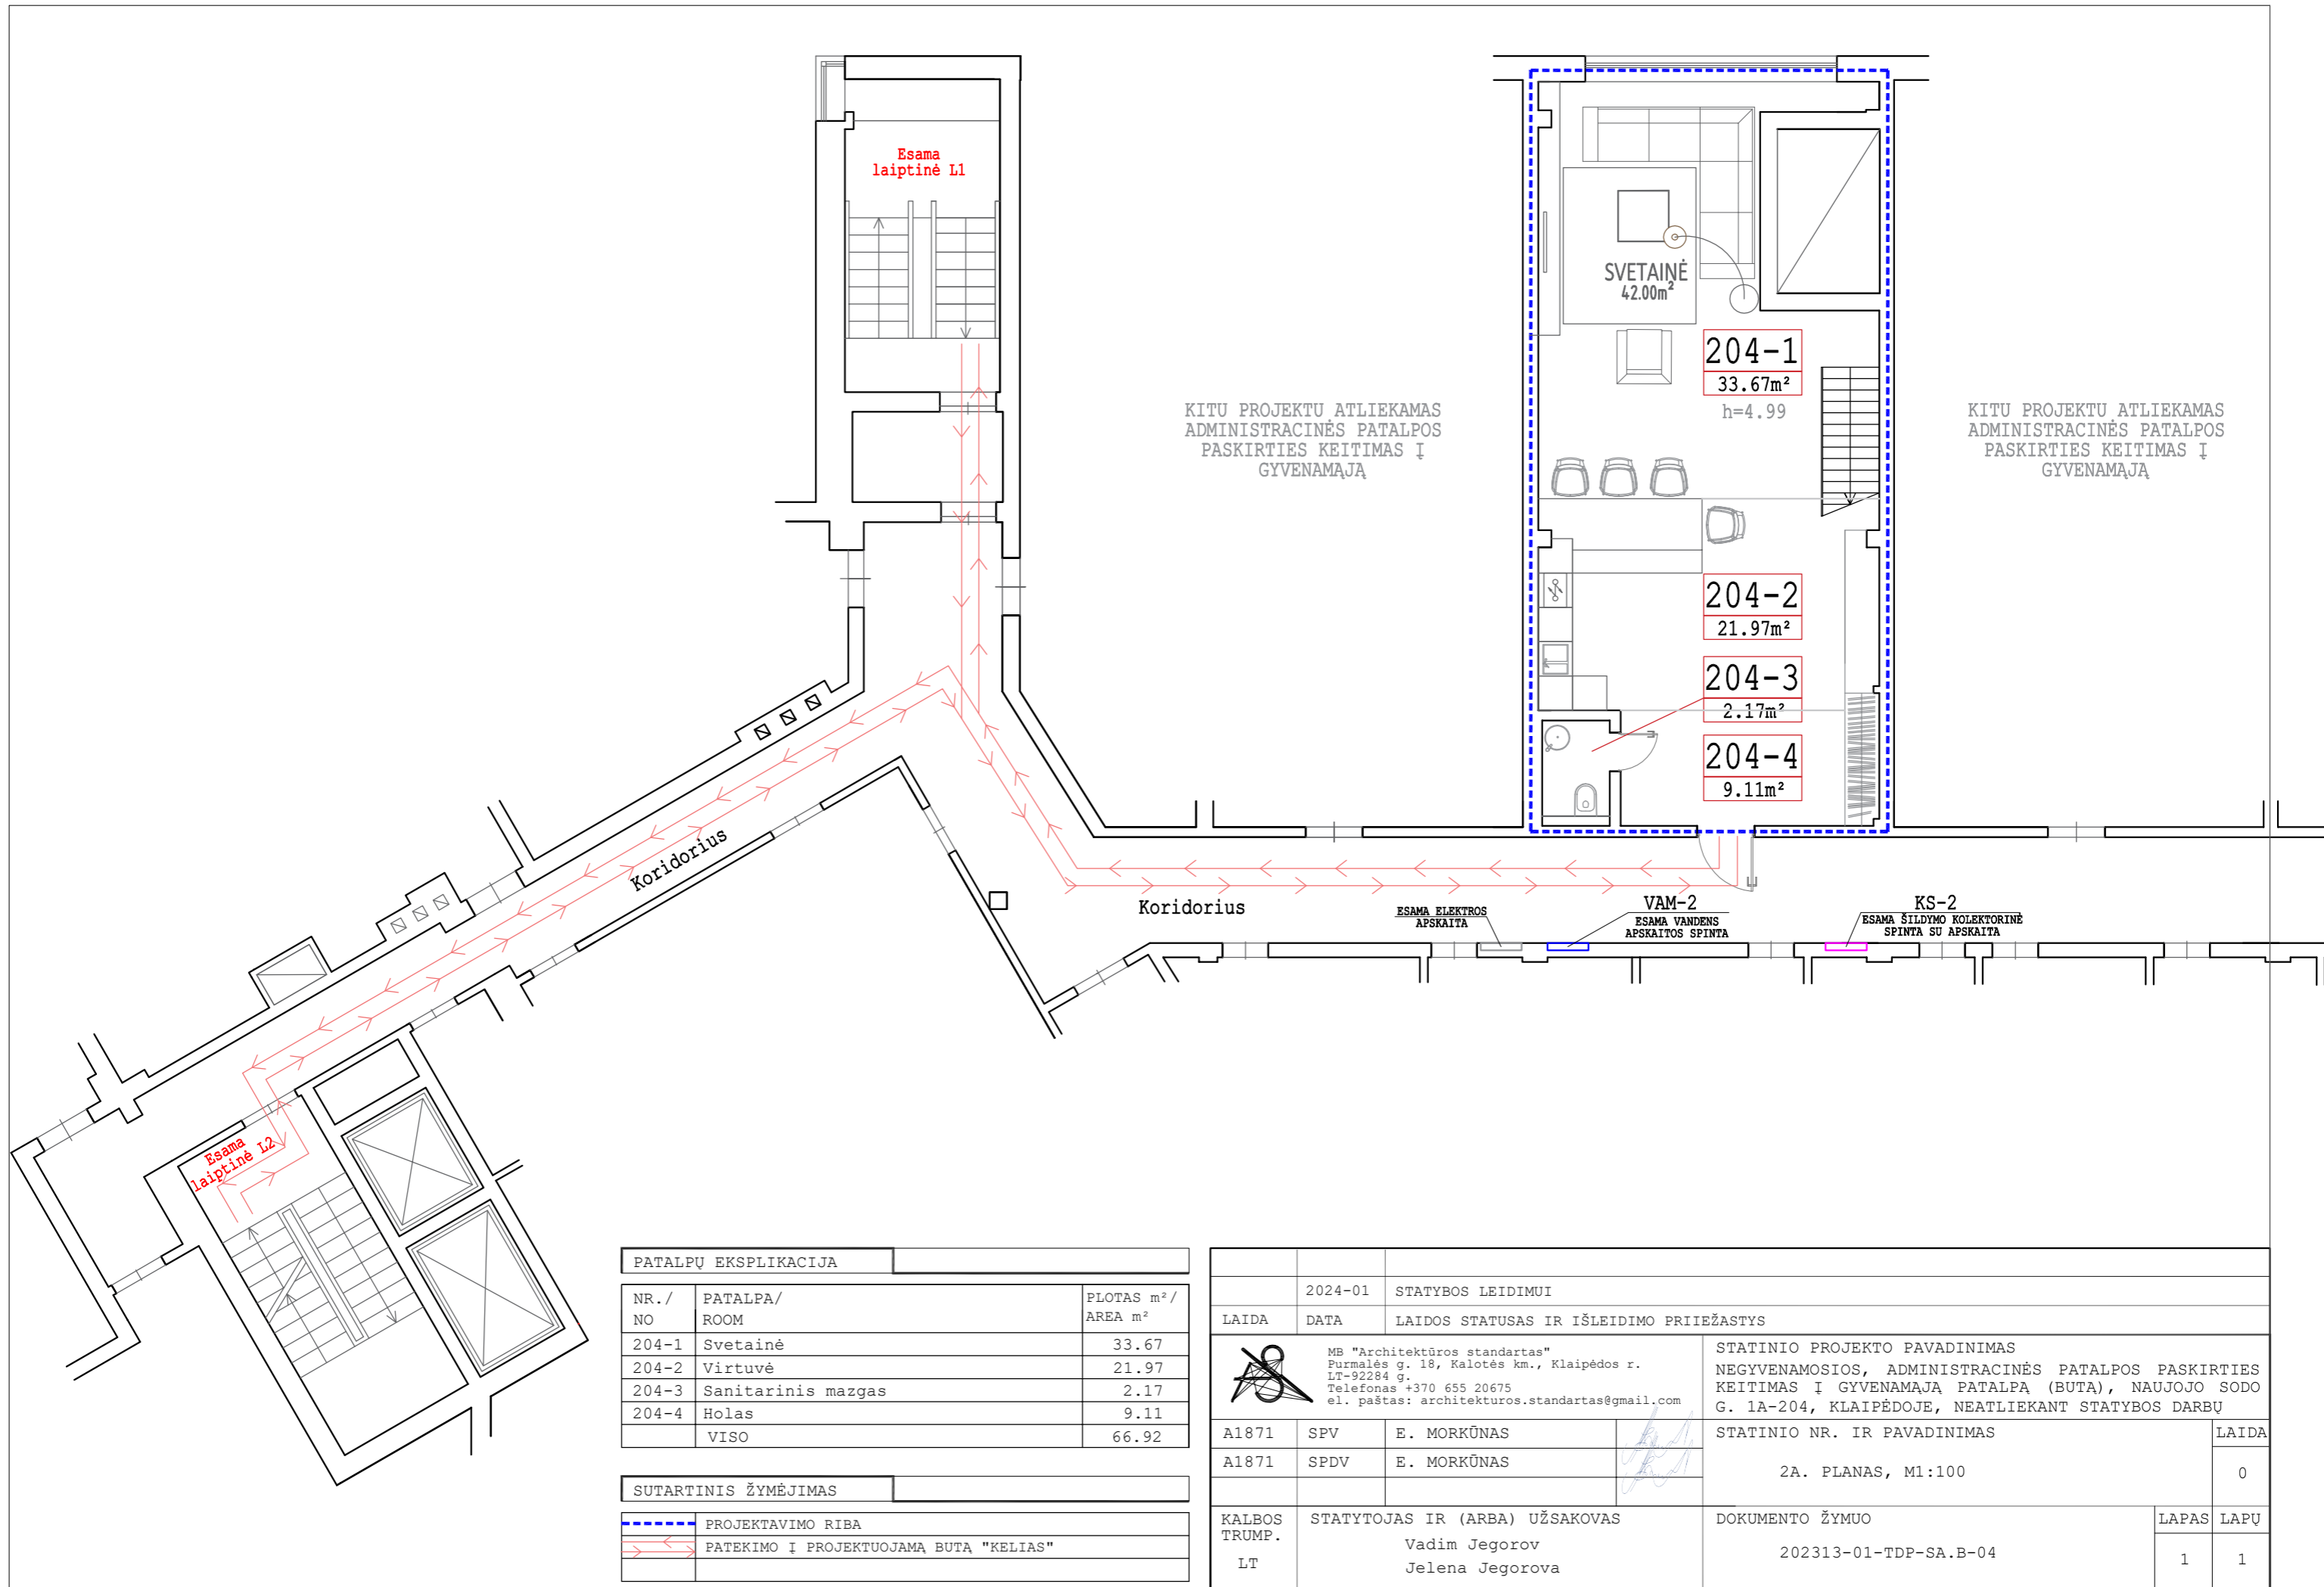 Esama
laiptinė L1
SVETAINĖ
42.00m²
204-1
33.67m²
h=4.99
KITU PROJEKTU ATLIEKAMAS
ADMINISTRACINĖS PATALPOS
PASKIRTIES KEITIMAS Į
GYVENAMĄJĄ
KITU PROJEKTU ATLIEKAMAS
ADMINISTRACINĖS PATALPOS
PASKIRTIES KEITIMAS Į
GYVENAMĄJĄ
204-2
21.97m²
204-3
2.17m²
204-4
9.11m²
Koridorius
Koridorius
ESAMA ELEKTROS
APSKAITA
VAM-2
ESAMA VANDENS
APSKAITOS SPINTA
KS-2
ESAMA ŠILDYMO KOLEKTORINĖ
SPINTA SU APSKAITA
Esama
laiptinė L2
PATALPŲ EKSPLIKACIJA
NR./ PATALPA/ PLOTAS m²/
NO ROOM AREA m²
204-1 Svetainė 33.67
204-2 Virtuvė 21.97
204-3 Sanitarinis mazgas 2.17
204-4 Holas 9.11
VISO 66.92
SUTARTINIS ŽYMĖJIMAS
PROJEKTAVIMO RIBA
PATEKIMO Į PROJEKTUOJAMĄ BUTĄ "KELIAS"
2024-01 STATYBOS LEIDIMUI
LAIDA DATA LAIDOS STATUSAS IR IŠLEIDIMO PRIIEŽASTYS
MB "Architektūros standartas"
Purmalės g. 18, Kalotės km., Klaipėdos r.
LT-92284 g.
Telefonas +370 655 20675
el. paštas: architekturos.standartas@gmail.com
STATINIO PROJEKTO PAVADINIMAS
NEGYVENAMOSIOS, ADMINISTRACINĖS PATALPOS PASKIRTIES
KEITIMAS Į GYVENAMĄJĄ PATALPĄ (BUTĄ), NAUJOJO SODO
G. 1A-204, KLAIPĖDOJE, NEATLIEKANT STATYBOS DARBŲ
A1871 SPV E. MORKŪNAS
A1871 SPDV E. MORKŪNAS
STATINIO NR. IR PAVADINIMAS LAIDA
2A. PLANAS, M1:100 0
KALBOS
TRUMP.
LT
STATYTOJAS IR (ARBA) UŽSAKOVAS
Vadim Jegorov
Jelena Jegorova
DOKUMENTO ŽYMUO LAPAS LAPŲ
202313-01-TDP-SA.B-04 1 1